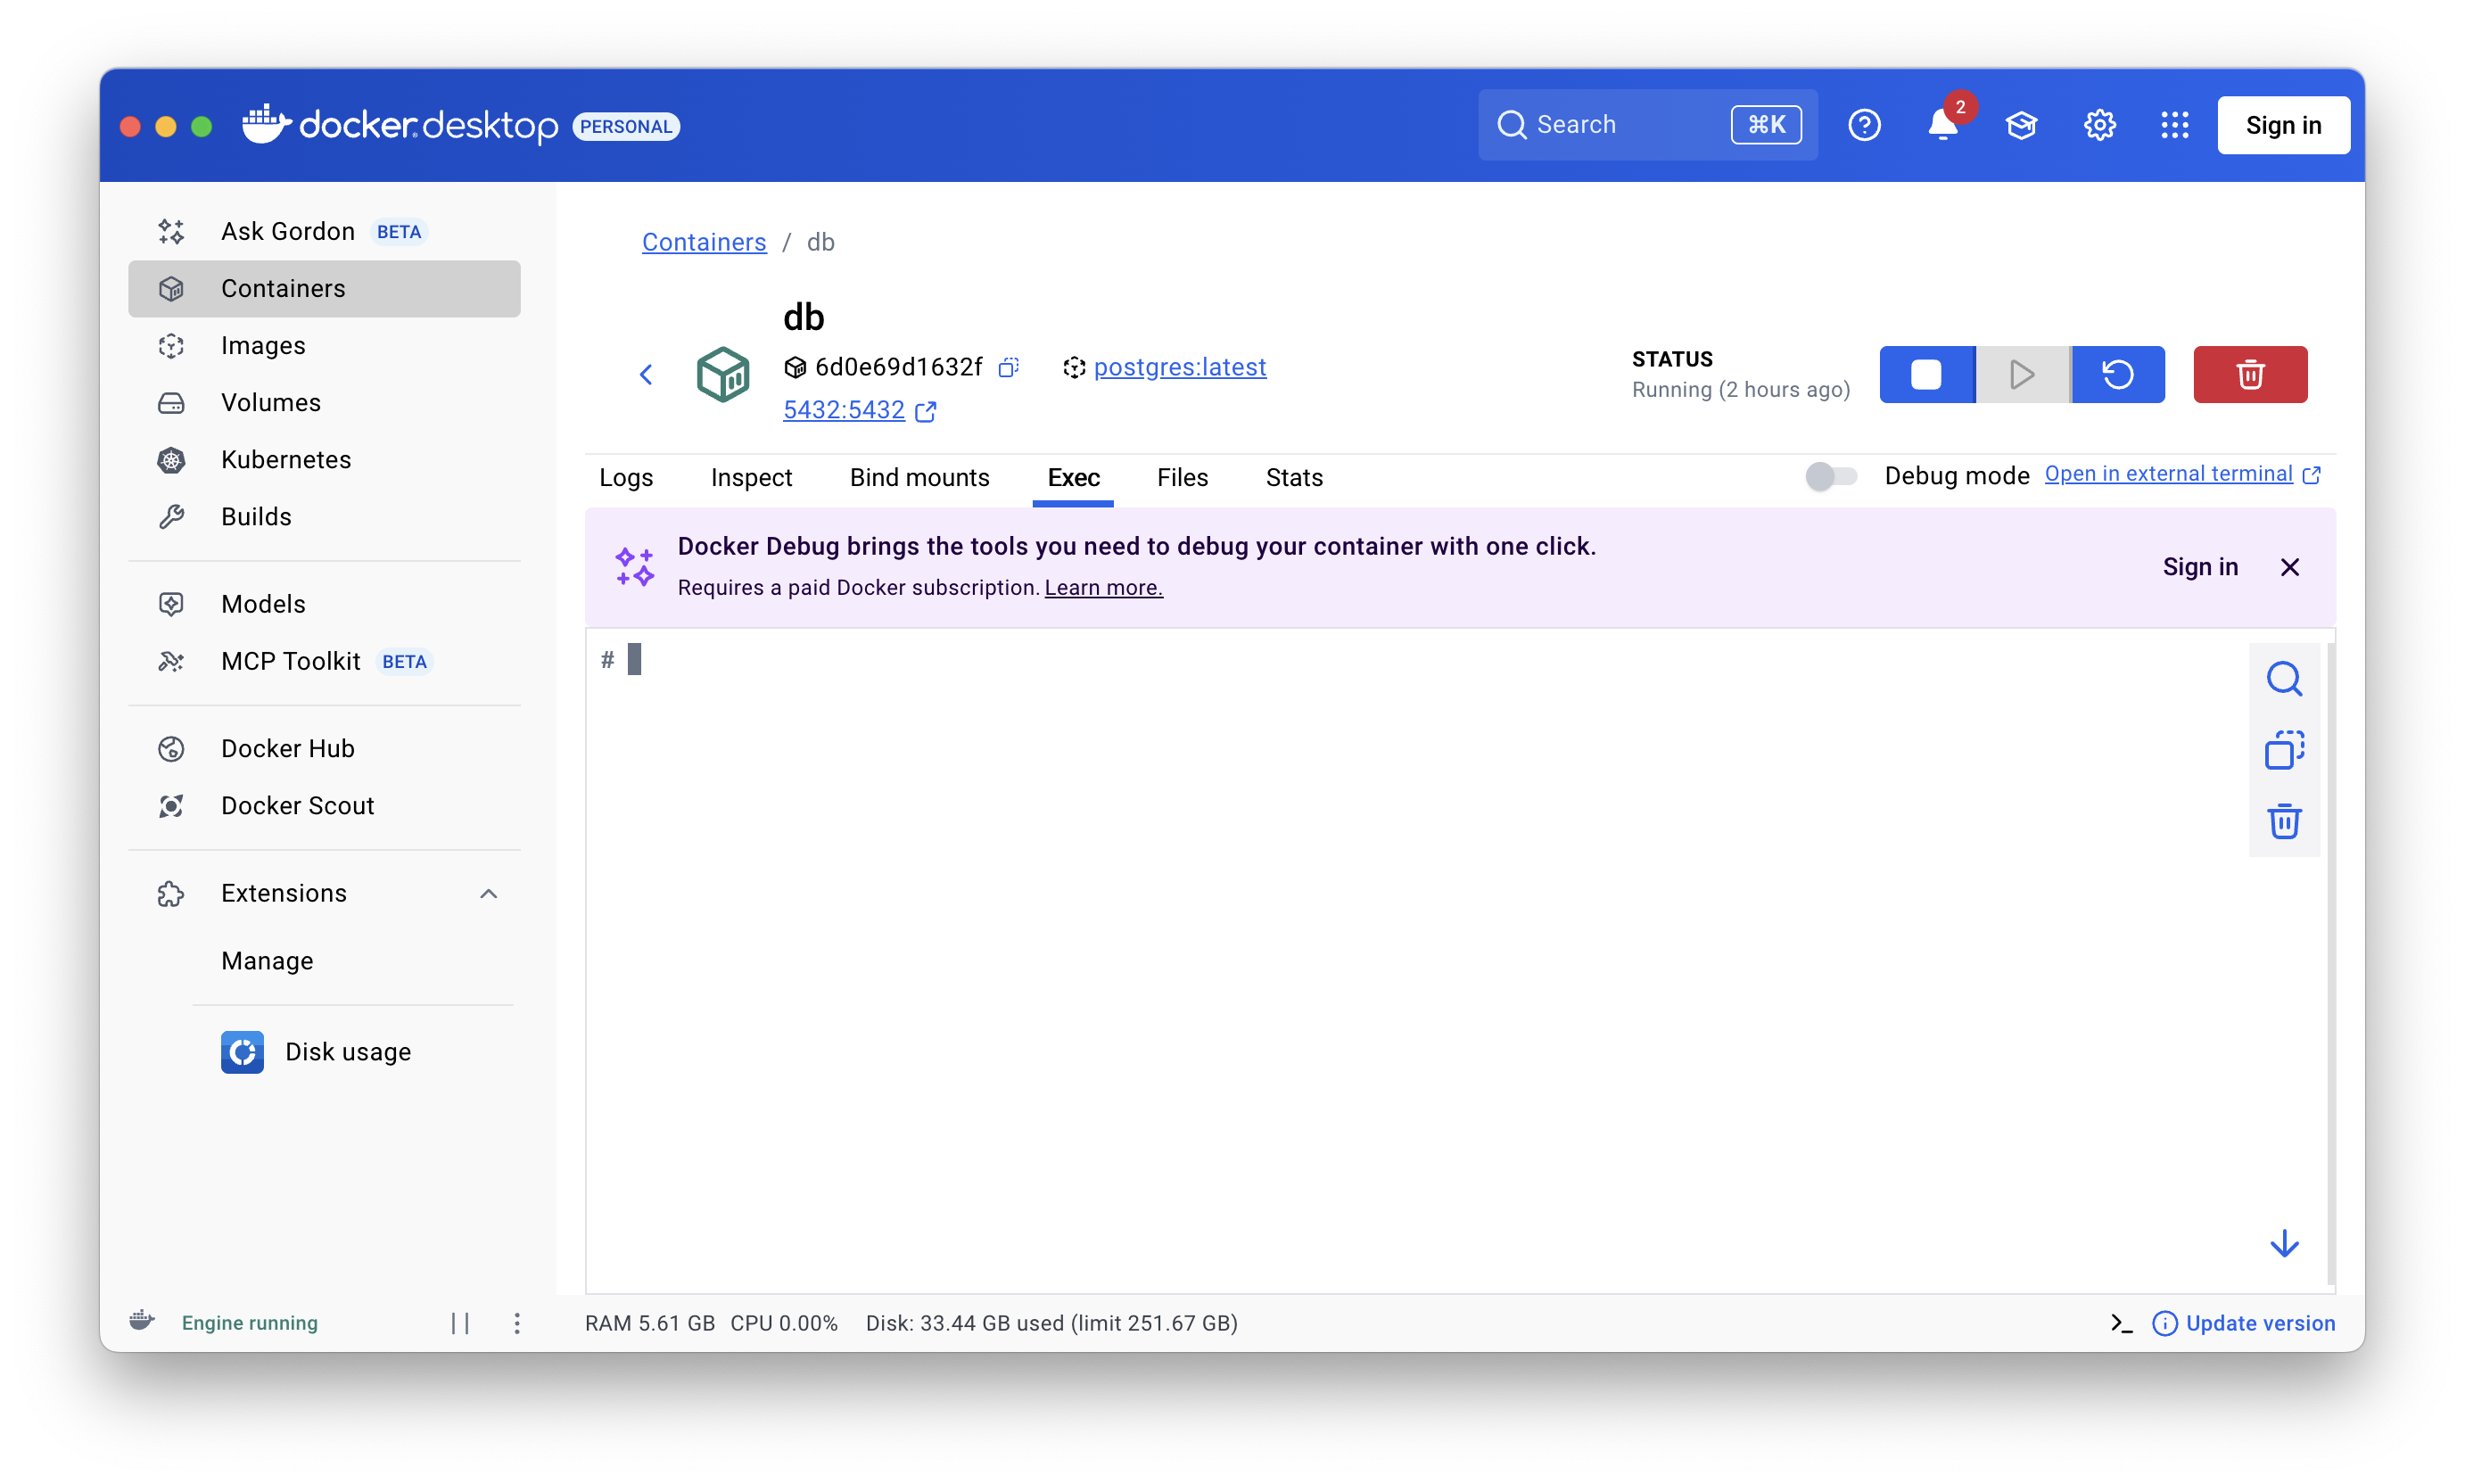 docker.desktop PERSONAL
Search ⌘K
2
Sign in
Ask Gordon BETA
Containers
Images
Volumes
Kubernetes
Builds
Models
MCP Toolkit BETA
Docker Hub
Docker Scout
Extensions
Manage
Disk usage
Containers / db
db
6d0e69d1632f postgres:latest
5432:5432
STATUS
Running (2 hours ago)
Logs Inspect Bind mounts Exec Files Stats
Debug mode Open in external terminal
Docker Debug brings the tools you need to debug your container with one click.
Requires a paid Docker subscription. Learn more.
Sign in
#
Engine running
RAM 5.61 GB CPU 0.00% Disk: 33.44 GB used (limit 251.67 GB)
Update version